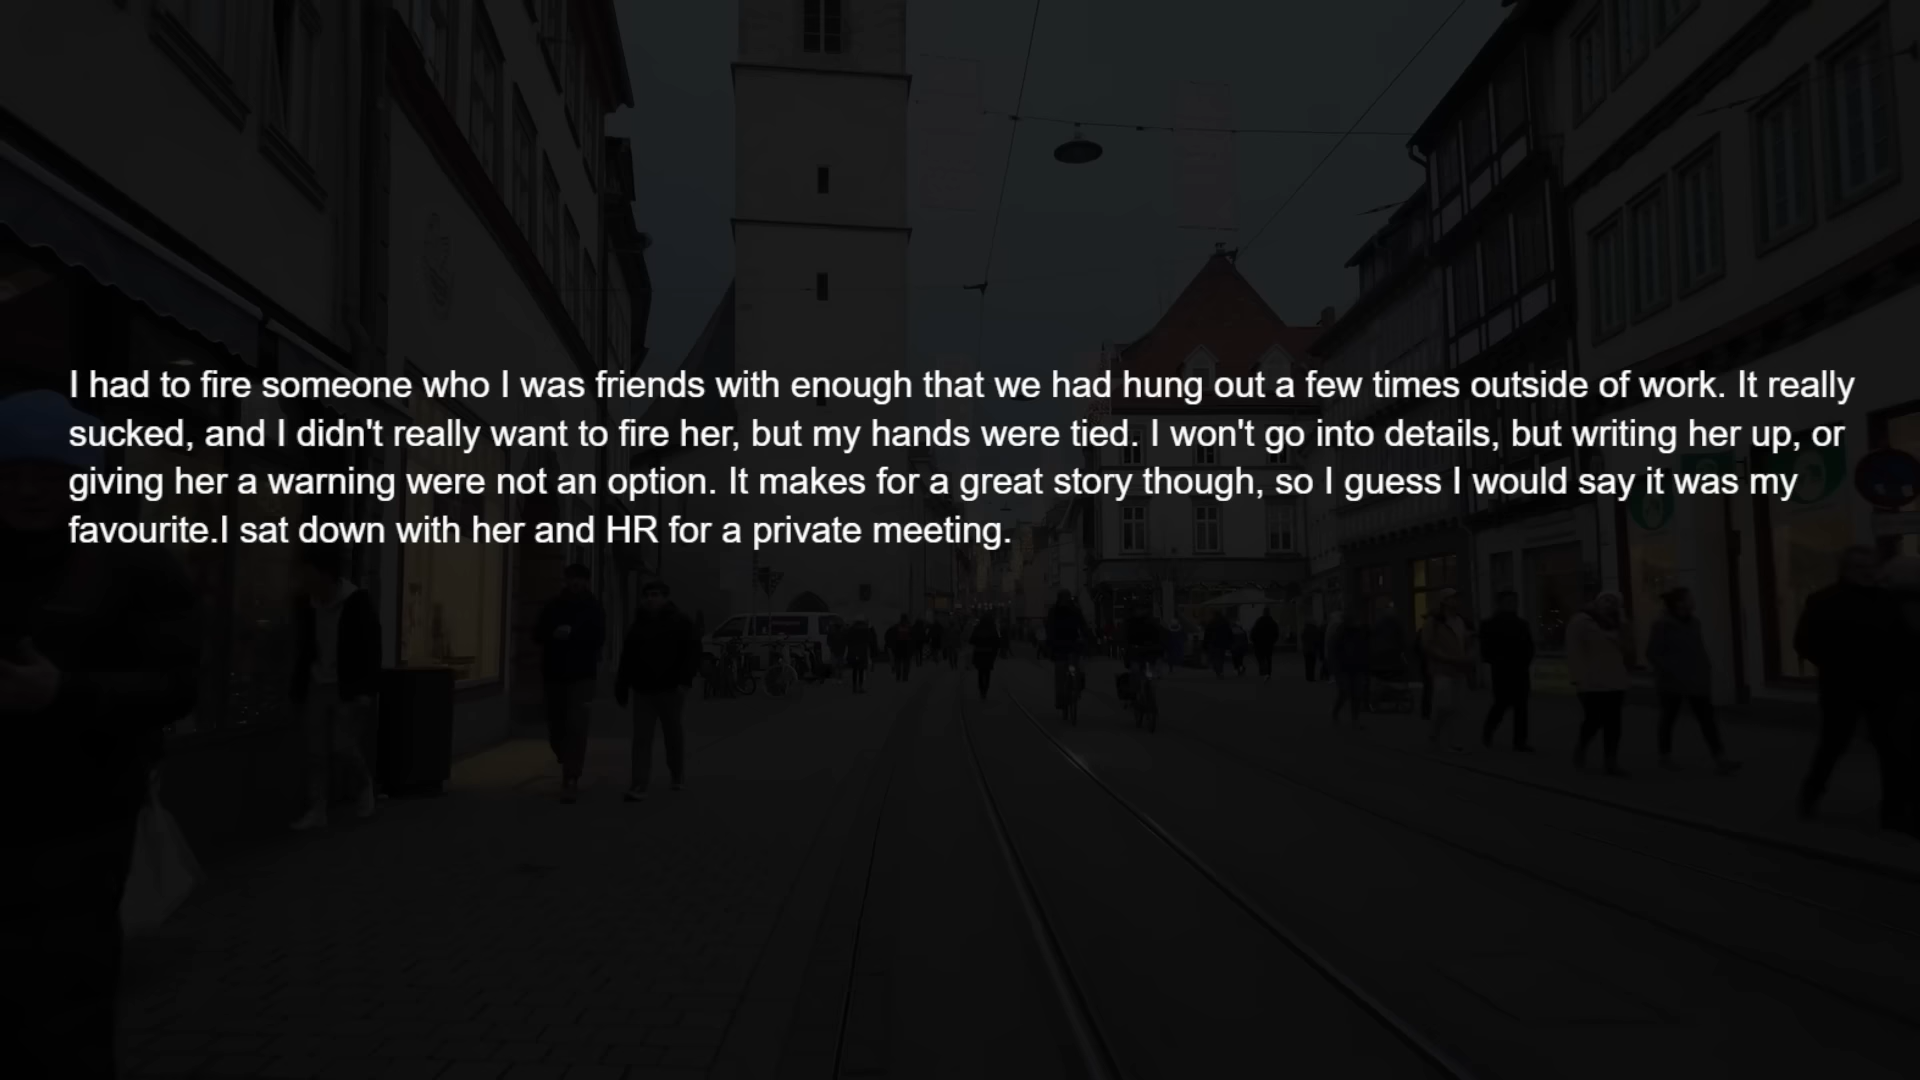 I had to fire someone who I was friends with enough that we had hung out a few times outside of work. It really
sucked, and I didn't really want to fire her, but my hands were tied. I won't go into details, but writing her up, or
giving her a warning were not an option. It makes for a great story though, so I guess I would say it was my
favourite.I sat down with her and HR for a private meeting.